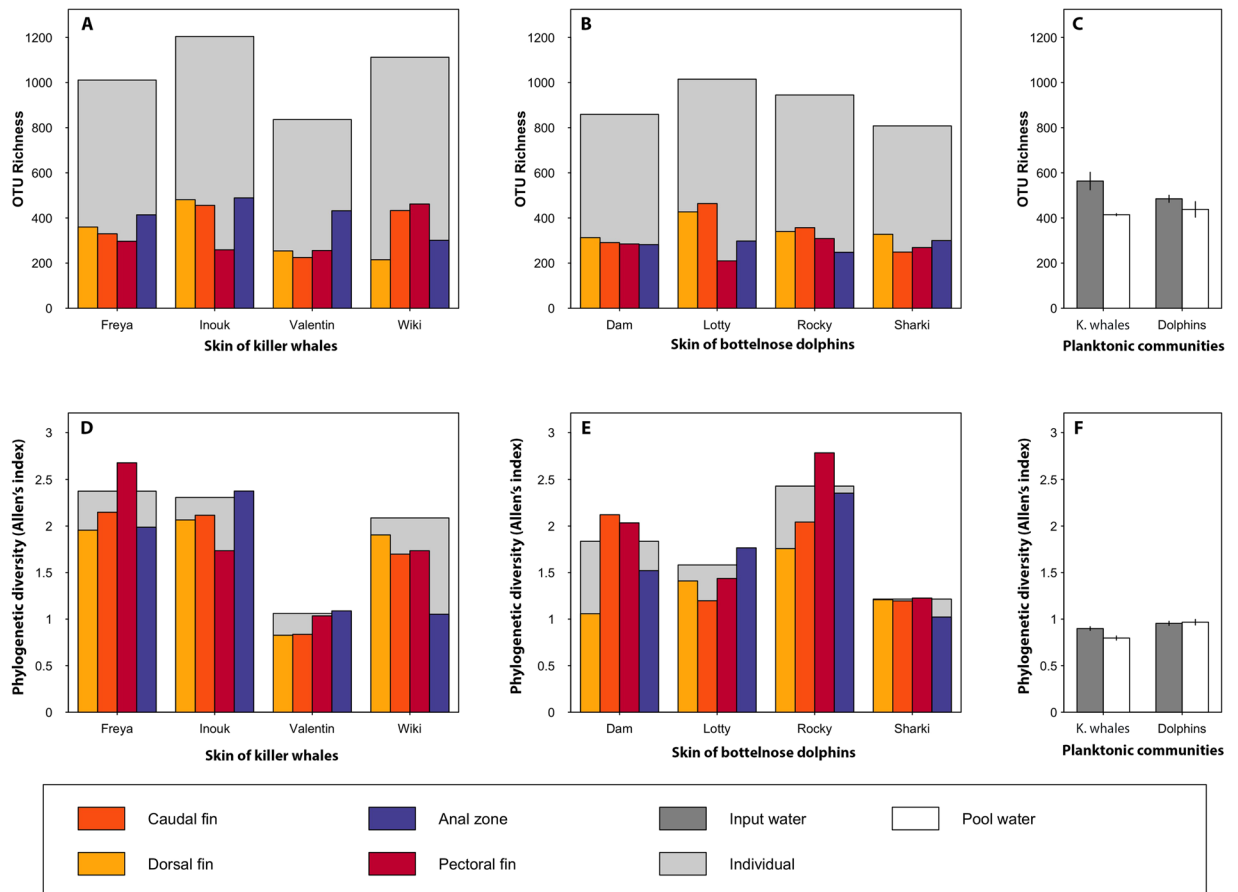 A
OTU Richness
1200
1000
800
600
400
200
0
Freya Inouk Valentin Wiki
Skin of killer whales
B
OTU Richness
1200
1000
800
600
400
200
0
Dam Lotty Rocky Sharki
Skin of bottelnose dolphins
C
OTU Richness
1200
1000
800
600
400
200
0
K. whales Dolphins
Planktonic communities
D
Phylogenetic diversity (Allen's index)
3
2.5
2
1.5
1
0.5
0
Freya Inouk Valentin Wiki
Skin of killer whales
E
Phylogenetic diversity (Allen's index)
3
2.5
2
1.5
1
0.5
0
Dam Lotty Rocky Sharki
Skin of bottelnose dolphins
F
Phylogenetic diversity (Allen's index)
3
2.5
2
1.5
1
0.5
0
K. whales Dolphins
Planktonic communities
Caudal fin Anal zone Input water Pool water
Dorsal fin Pectoral fin Individual